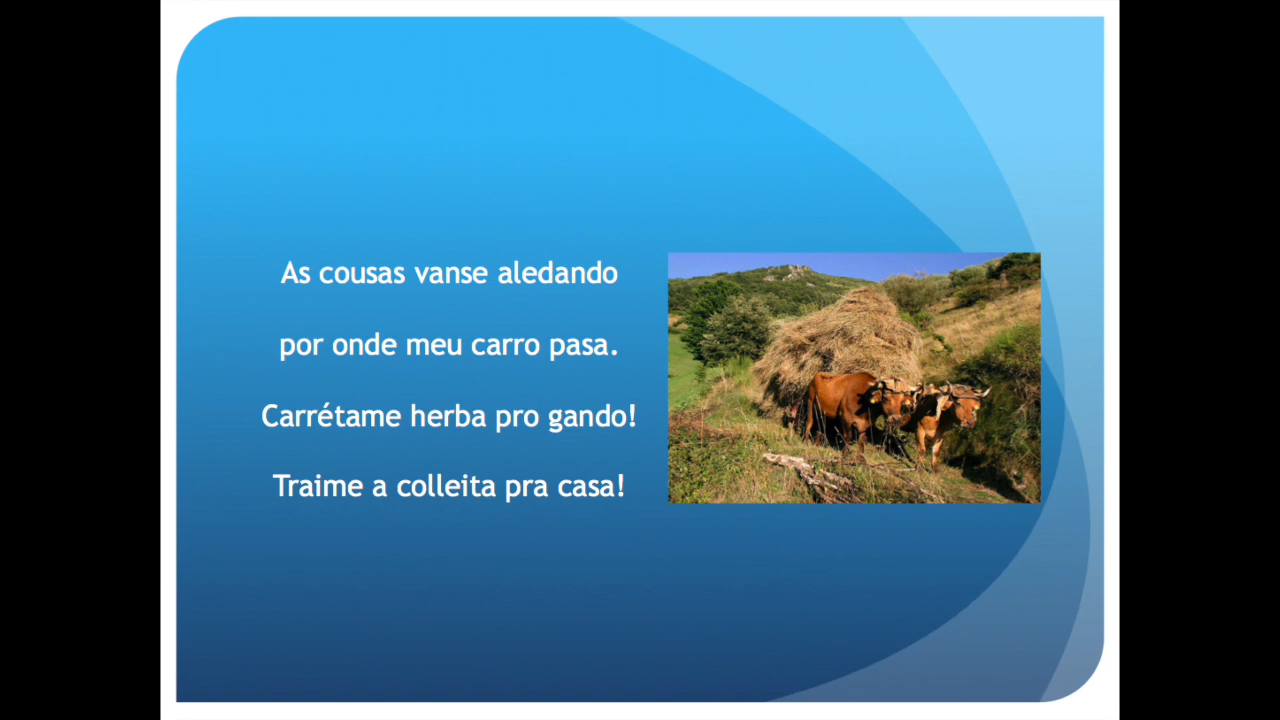 As cousas vanse aledando
por onde meu carro pasa.
Carrétame herba pro gando!
Traime a colleita pra casa!